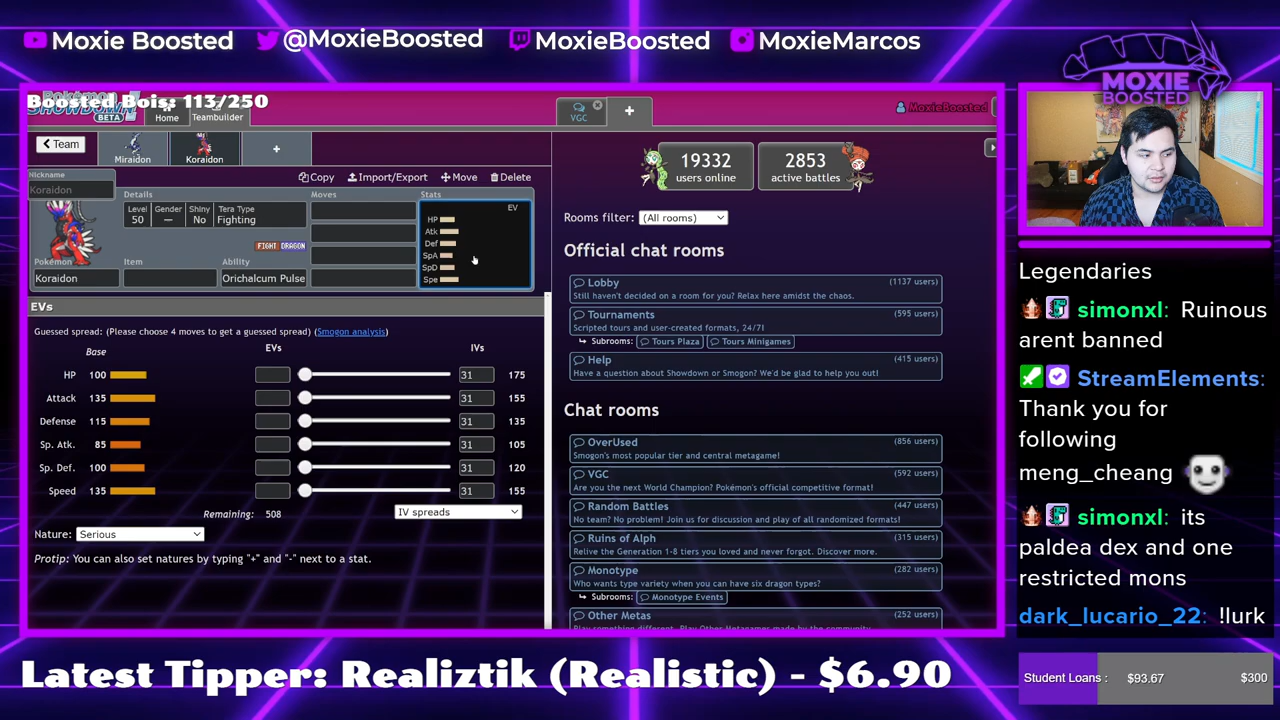 Moxie Boosted @MoxieBoosted MoxieBoosted MoxieMarcos
MOXIE
BOOSTED
Boosted Bois: 113/250
BETA
Home
Teambuilder
VGC
+
MoxieBoosted
< Team
Miraidon
Koraidon
+
Copy Import/Export Move Delete
Nickname
Koraidon
Details
Level Gender Shiny Tera Type
50 — No Fighting
FIGHT DRAGON
Pokémon
Koraidon
Item
Ability
Orichalcum Pulse
Moves
Stats
EV
HP
Atk
Def
SpA
SpD
Spe
EVs
Guessed spread: (Please choose 4 moves to get a guessed spread) (Smogon analysis)
Base EVs IVs
HP 100 31 175
Attack 135 31 155
Defense 115 31 135
Sp. Atk. 85 31 105
Sp. Def. 100 31 120
Speed 135 31 155
Remaining: 508
IV spreads
Nature: Serious
Protip: You can also set natures by typing "+" and "-" next to a stat.
19332
users online
2853
active battles
Rooms filter: (All rooms)
Official chat rooms
Lobby (1137 users)
Still haven't decided on a room for you? Relax here amidst the chaos.
Tournaments (595 users)
Scripted tours and user-created formats, 24/7!
Subrooms: Tours Plaza Tours Minigames
Help (415 users)
Have a question about Showdown or Smogon? We'd be glad to help you out!
Chat rooms
OverUsed (856 users)
Smogon's most popular tier and central metagame!
VGC (592 users)
Are you the next World Champion? Pokémon's official competitive format!
Random Battles (447 users)
No team? No problem! Join us for discussion and play of all randomized formats!
Ruins of Alph (315 users)
Relive the Generation 1-8 tiers you loved and never forgot. Discover more.
Monotype (282 users)
Who wants type variety when you can have six dragon types?
Subrooms: Monotype Events
Other Metas (252 users)
Legendaries
simonxl: Ruinous
arent banned
StreamElements:
Thank you for
following
meng_cheang
simonxl: its
paldea dex and one
restricted mons
dark_lucario_22: !lurk
Latest Tipper: Realiztik (Realistic) - $6.90
Student Loans : $93.67 $300